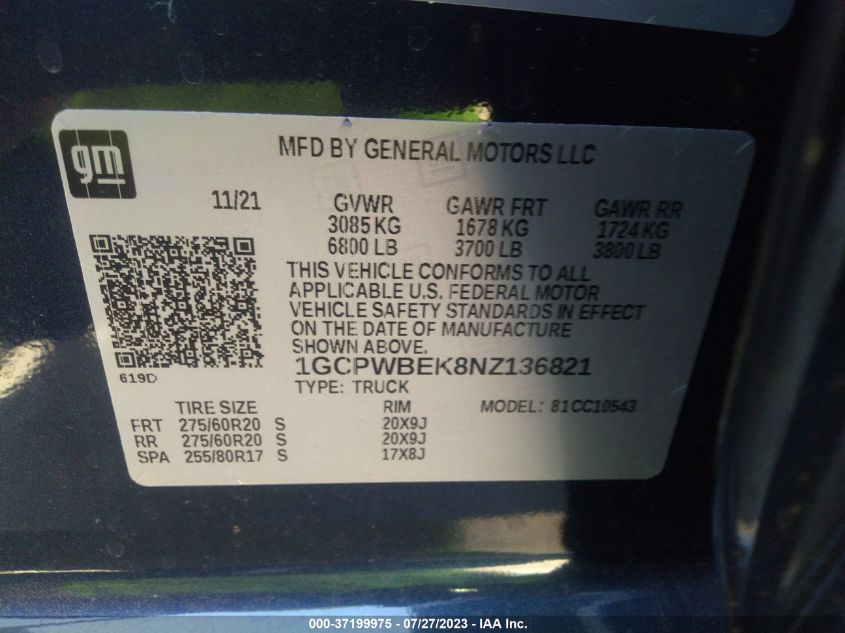 gm
MFD BY GENERAL MOTORS LLC
11/21 GVWR GAWR FRT GAWR RR
3085 KG 1678 KG 1724 KG
6800 LB 3700 LB 3800 LB
THIS VEHICLE CONFORMS TO ALL
APPLICABLE U.S. FEDERAL MOTOR
VEHICLE SAFETY STANDARDS IN EFFECT
ON THE DATE OF MANUFACTURE
SHOWN ABOVE.
1GCPWBEK8NZ136821
619D
TYPE: TRUCK
TIRE SIZE RIM MODEL: 81CC10543
FRT 275/60R20 S 20X9J
RR 275/60R20 S 20X9J
SPA 255/80R17 S 17X8J
000-37199975 - 07/27/2023 - IAA Inc.